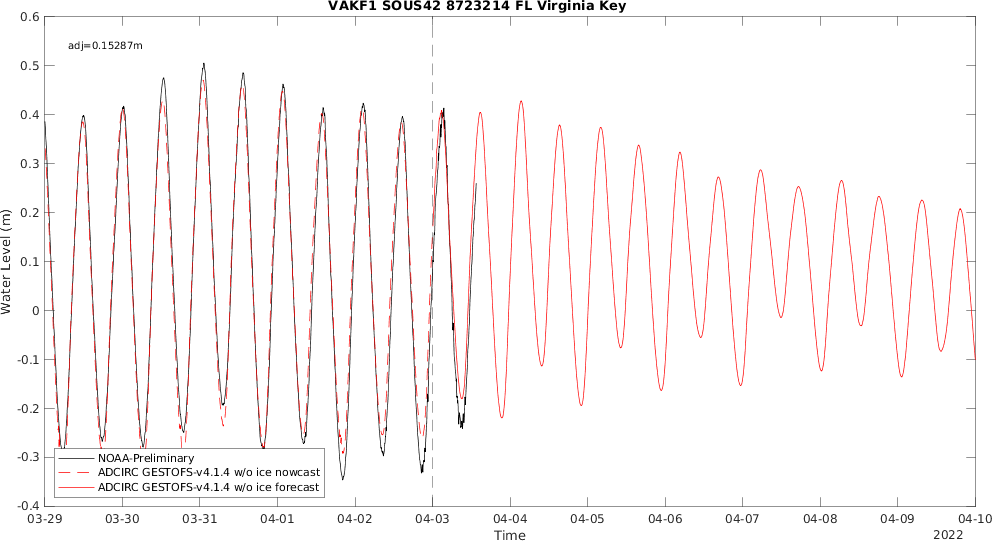 VAKF1 SOUS42 8723214 FL Virginia Key
adj=0.15287m
Water Level (m)
0.6
0.5
0.4
0.3
0.2
0.1
0
-0.1
-0.2
-0.3
-0.4
NOAA-Preliminary
ADCIRC GESTOFS-v4.1.4 w/o ice nowcast
ADCIRC GESTOFS-v4.1.4 w/o ice forecast
03-29 03-30 03-31 04-01 04-02 04-03 04-04 04-05 04-06 04-07 04-08 04-09 04-10
Time
2022